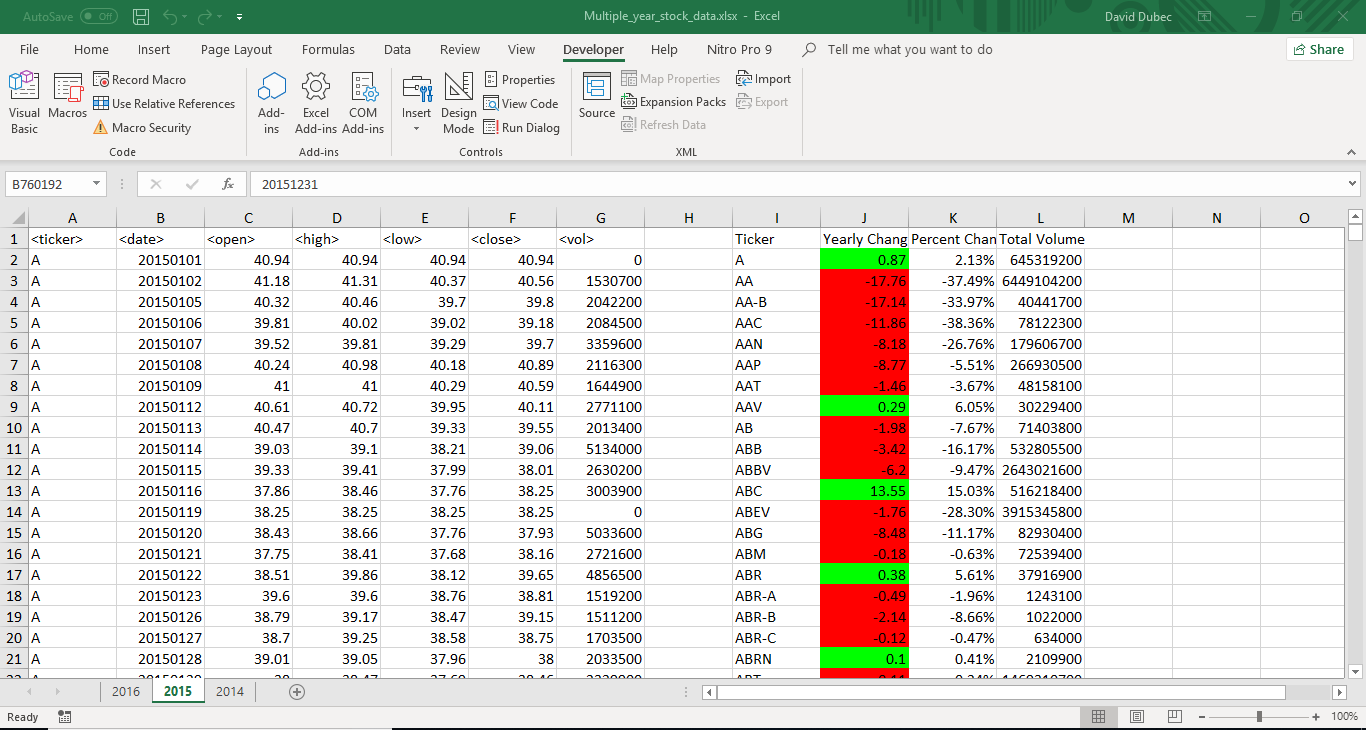 AutoSave Off Multiple_year_stock_data.xlsx - Excel David Dubec
File Home Insert Page Layout Formulas Data Review View Developer Help Nitro Pro 9 Tell me what you want to do Share
Visual Basic
Macros
Record Macro
Use Relative References
Macro Security
Code
Add-ins
Excel Add-ins
COM Add-ins
Add-ins
Insert
Design Mode
Properties
View Code
Run Dialog
Controls
Source
Map Properties
Expansion Packs
Refresh Data
Import
Export
XML
B760192 fx 20151231
A B C D E F G H I J K L M N O
1 <ticker> <date> <open> <high> <low> <close> <vol> Ticker Yearly Chang Percent Chan Total Volume
2 A 20150101 40.94 40.94 40.94 40.94 0 A 0.87 2.13% 645319200
3 A 20150102 41.18 41.31 40.37 40.56 1530700 AA -17.76 -37.49% 6449104200
4 A 20150105 40.32 40.46 39.7 39.8 2042200 AA-B -17.14 -33.97% 40441700
5 A 20150106 39.81 40.02 39.02 39.18 2084500 AAC -11.86 -38.36% 78122300
6 A 20150107 39.52 39.81 39.29 39.7 3359600 AAN -8.18 -26.76% 179606700
7 A 20150108 40.24 40.98 40.18 40.89 2116300 AAP -8.77 -5.51% 266930500
8 A 20150109 41 41 40.29 40.59 1644900 AAT -1.46 -3.67% 48158100
9 A 20150112 40.61 40.72 39.95 40.11 2771100 AAV 0.29 6.05% 30229400
10 A 20150113 40.47 40.7 39.33 39.55 2013400 AB -1.98 -7.67% 71403800
11 A 20150114 39.03 39.1 38.21 39.06 5134000 ABB -3.42 -16.17% 532805500
12 A 20150115 39.33 39.41 37.99 38.01 2630200 ABBV -6.2 -9.47% 2643021600
13 A 20150116 37.86 38.46 37.76 38.25 3003900 ABC 13.55 15.03% 516218400
14 A 20150119 38.25 38.25 38.25 38.25 0 ABEV -1.76 -28.30% 3915345800
15 A 20150120 38.43 38.66 37.76 37.93 5033600 ABG -8.48 -11.17% 82930400
16 A 20150121 37.75 38.41 37.68 38.16 2721600 ABM -0.18 -0.63% 72539400
17 A 20150122 38.51 39.86 38.12 39.65 4856500 ABR 0.38 5.61% 37916900
18 A 20150123 39.6 39.6 38.76 38.81 1519200 ABR-A -0.49 -1.96% 1243100
19 A 20150126 38.79 39.17 38.47 39.15 1511200 ABR-B -2.14 -8.66% 1022000
20 A 20150127 38.7 39.25 38.58 38.75 1703500 ABR-C -0.12 -0.47% 634000
21 A 20150128 39.01 39.05 37.96 38 2033500 ABRN 0.1 0.41% 2109900
2016 2015 2014
Ready 100%